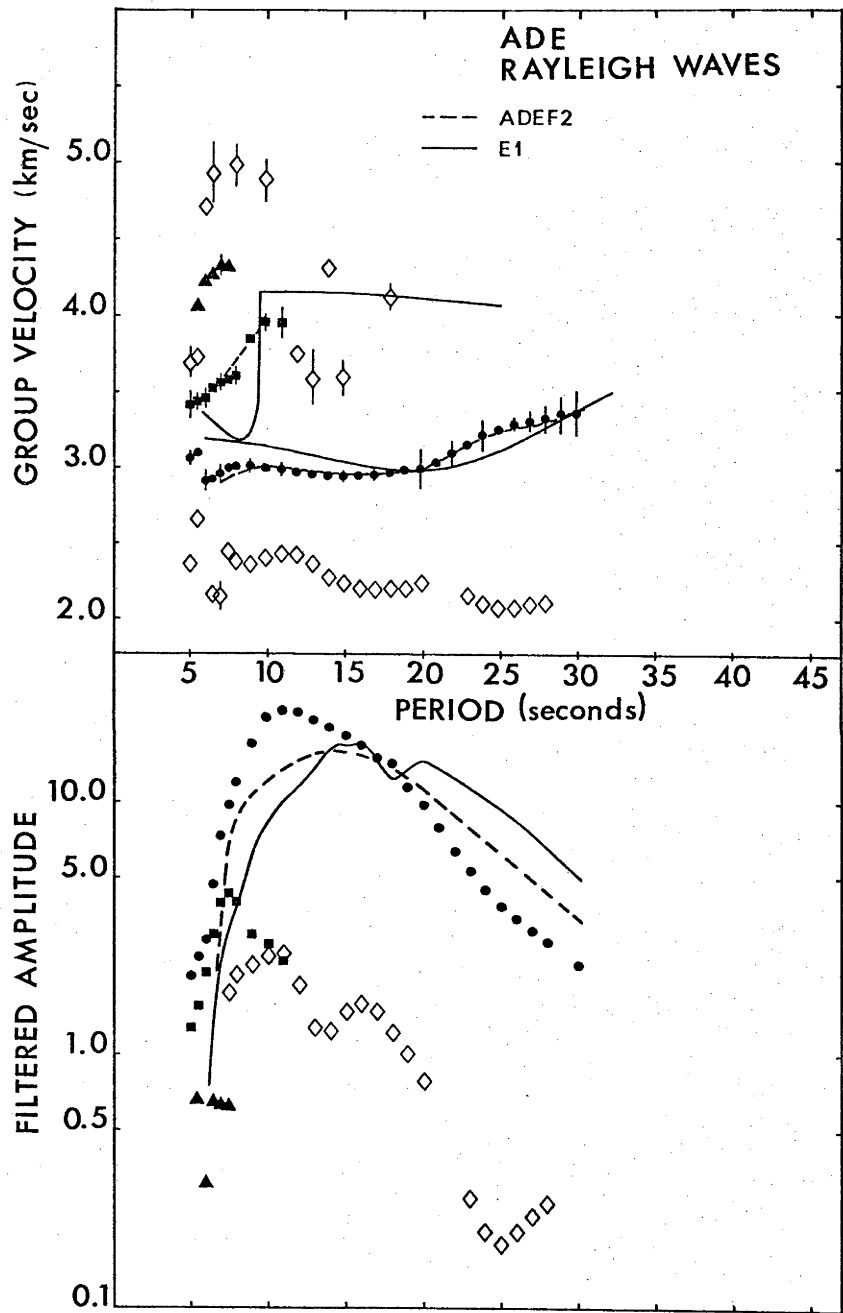 ADE
RAYLEIGH WAVES
ADEF2
E1
GROUP VELOCITY (km/sec)
5.0
4.0
3.0
2.0
5 10 15 20 25 30 35 40 45
PERIOD (seconds)
FILTERED AMPLITUDE
10.0
5.0
1.0
0.5
0.1